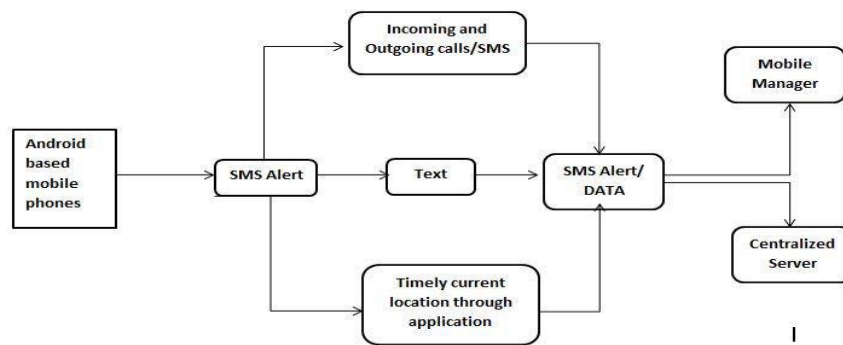 Android
based
mobile
phones
SMS Alert
Incoming and
Outgoing calls/SMS
Text
Timely current
location through
application
SMS Alert/
DATA
Mobile
Manager
Centralized
Server
I